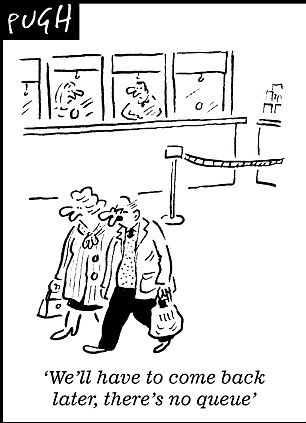 PUGH
‘We’ll have to come back
later, there’s no queue’